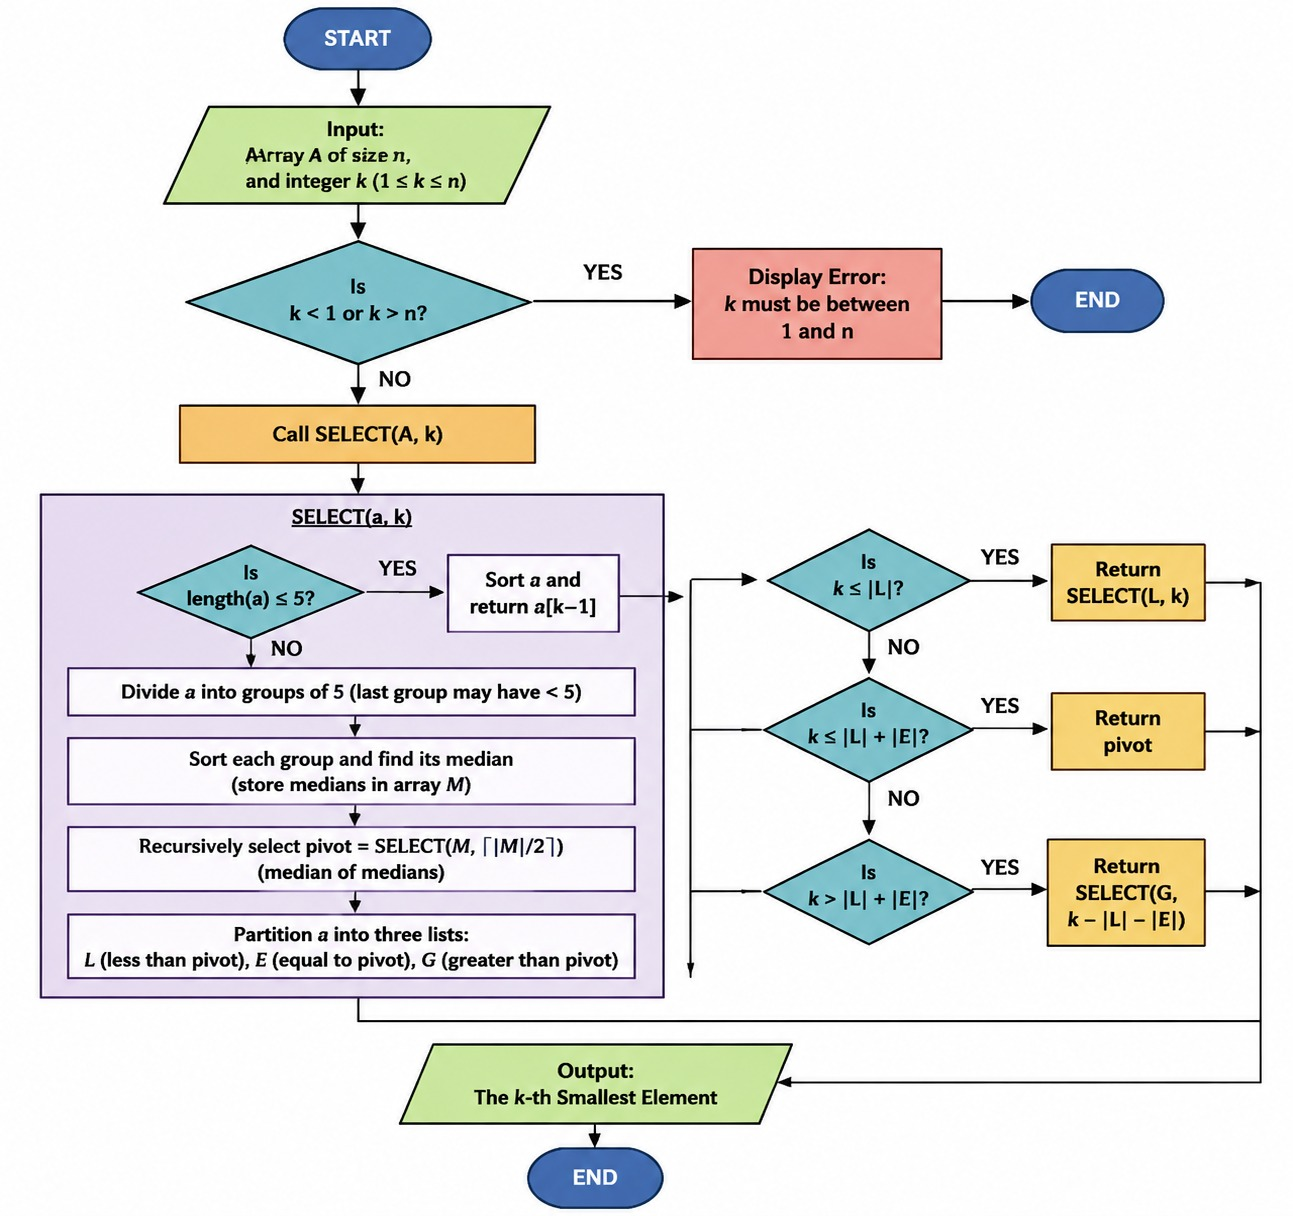 START
Input:
AArray A of size n,
and integer k (1 ≤ k ≤ n)
Is
k < 1 or k > n?
YES
Display Error:
k must be between
1 and n
END
NO
Call SELECT(A, k)
SELECT(a, k)
Is
length(a) ≤ 5?
YES
Sort a and
return a[k−1]
NO
Divide a into groups of 5 (last group may have < 5)
Sort each group and find its median
(store medians in array M)
Recursively select pivot = SELECT(M, ⌈|M|/2⌉)
(median of medians)
Partition a into three lists:
L (less than pivot), E (equal to pivot), G (greater than pivot)
Is
k ≤ |L|?
YES
Return
SELECT(L, k)
NO
Is
k ≤ |L| + |E|?
YES
Return
pivot
NO
Is
k > |L| + |E|?
YES
Return
SELECT(G,
k − |L| − |E|)
Output:
The k-th Smallest Element
END